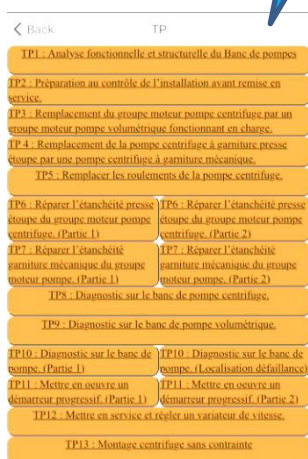 Back
TP
TP1 : Analyse fonctionnelle et structurelle du Banc de pompes
TP2 : Préparation au contrôle de l'installation avant remise en
service.
TP3 : Remplacement du groupe moteur pompe centrifuge par un
groupe moteur pompe volumétrique fonctionnant en charge.
TP 4 : Remplacement de la pompe centrifuge à garniture presse
étoupe par une pompe centrifuge à garniture mécanique.
TP5 : Remplacer les roulements de la pompe centrifuge.
TP6 : Réparer l'étanchéité presse
étoupe du groupe moteur pompe
centrifuge. (Partie 1)
TP6 : Réparer l'étanchéité presse
étoupe du groupe moteur pompe
centrifuge. (Partie 2)
TP7 : Réparer l'étanchéité
garniture mécanique du groupe
moteur pompe. (Partie 1)
TP7 : Réparer l'étanchéité
garniture mécanique du groupe
moteur pompe. (Partie 2)
TP8 : Diagnostic sur le banc de pompe centrifuge.
TP9 : Diagnostic sur le banc de pompe volumétrique.
TP10 : Diagnostic sur le banc de
pompe. (Partie 1)
TP10 : Diagnostic sur le banc de
pompe. (Localisation défaillance)
TP11 : Mettre en oeuvre un
démarreur progressif. (Partie 1)
TP11 : Mettre en oeuvre un
démarreur progressif. (Partie 2)
TP12 : Mettre en service et régler un variateur de vitesse.
TP13 : Montage centrifuge sans contrainte